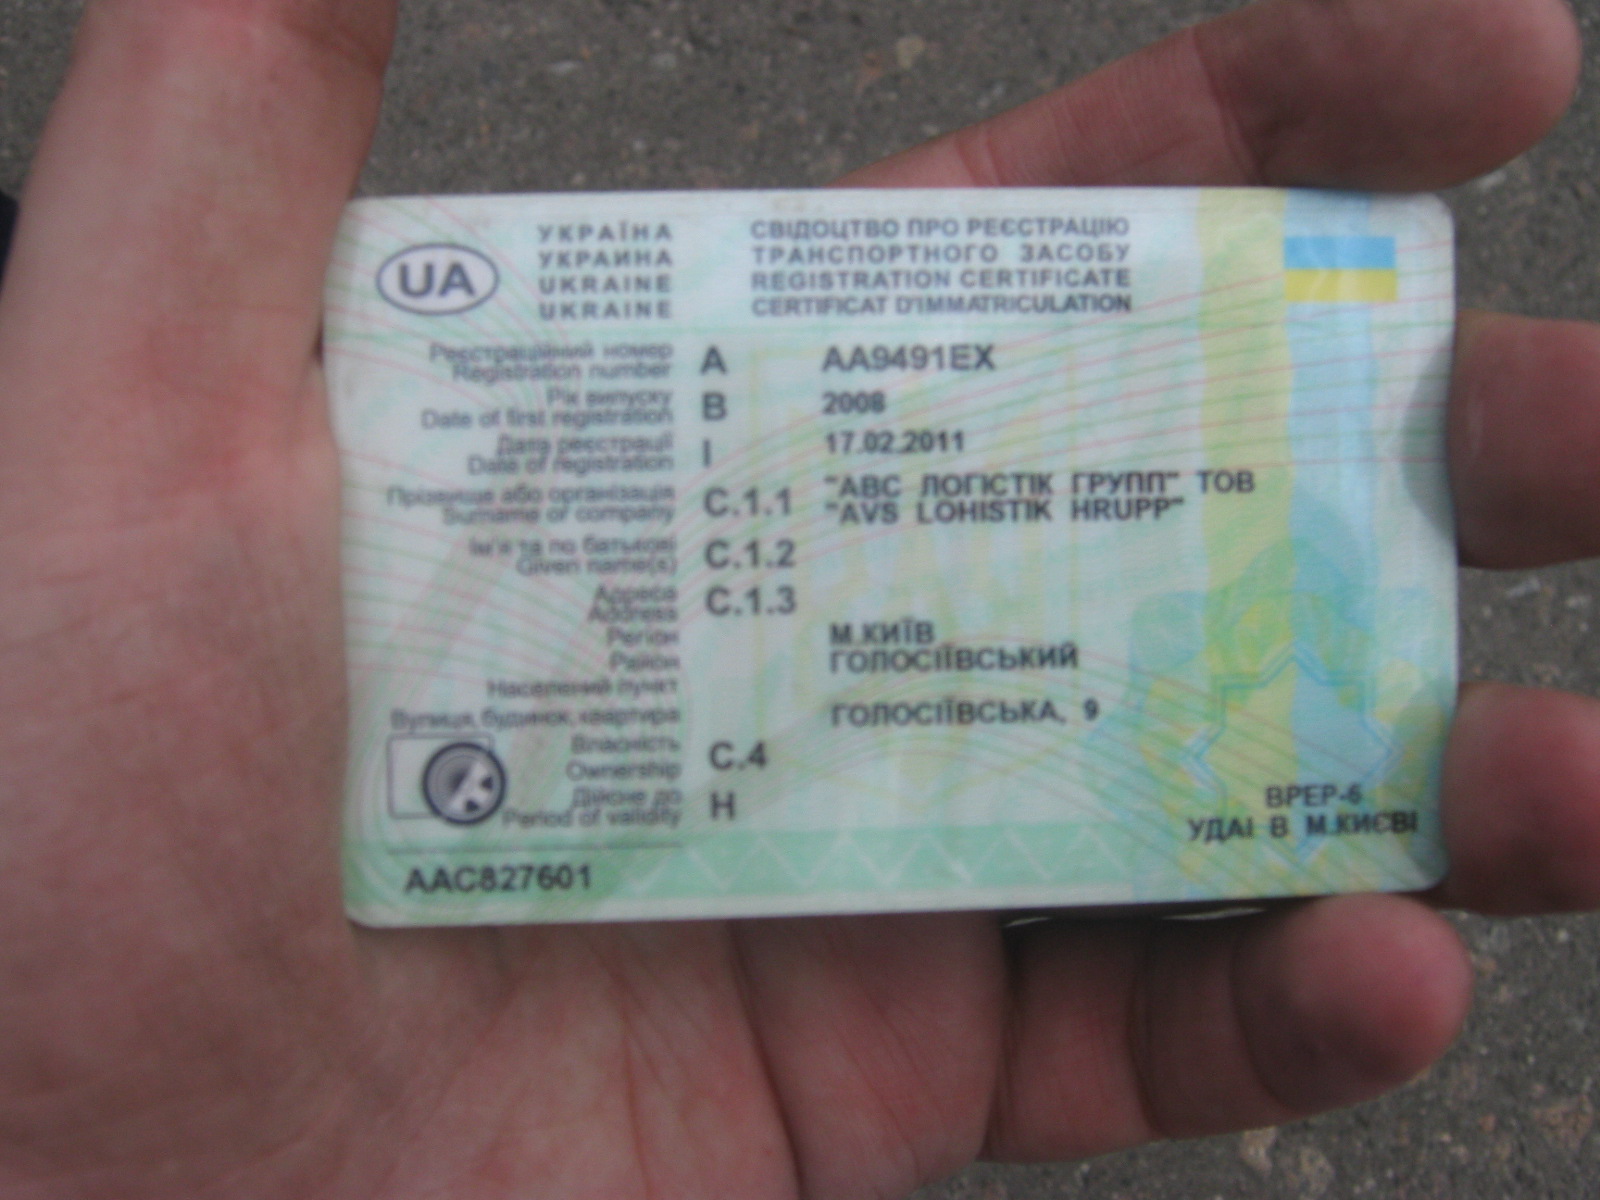 UA
УКРАЇНА
УКРАИНА
UKRAINE
UKRAINE
СВІДОЦТВО ПРО РЕЄСТРАЦІЮ
ТРАНСПОРТНОГО ЗАСОБУ
REGISTRATION CERTIFICATE
CERTIFICAT D'IMMATRICULATION
Реєстраційний номер
Registration number
A
AA9491EX
Рік випуску
Date of first registration
B
2008
Дата реєстрації
Date of registration
I
17.02.2011
Прізвище або організація
Surname or company
C.1.1
"АВС ЛОГІСТІК ГРУПП" ТОВ
"AVS LOHISTIK HRUPP"
Ім'я та по батькові
Given name(s)
C.1.2
Адреса
Address
C.1.3
Регіон
М.КИЇВ
Район
ГОЛОСІЇВСЬКИЙ
Населений пункт
Вулиця, будинок, квартира
ГОЛОСІЇВСЬКА, 9
Власність
Ownership
C.4
Дійсне до
Period of validity
H
ВРЕР-6
УДАІ В М.КИЄВІ
AAC827601